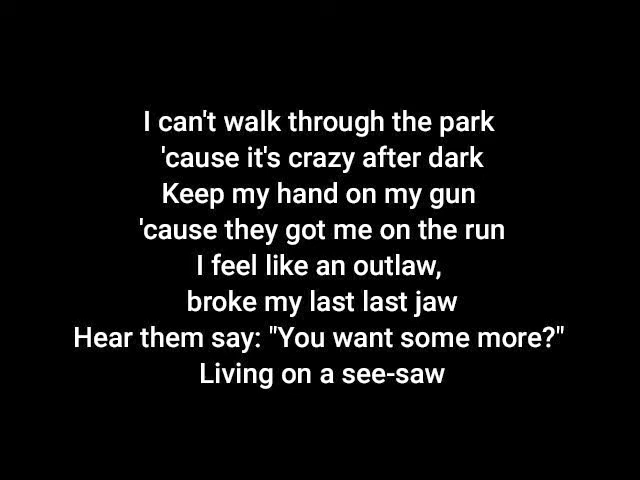 I can't walk through the park
'cause it's crazy after dark
Keep my hand on my gun
'cause they got me on the run
I feel like an outlaw,
broke my last last jaw
Hear them say: "You want some more?"
Living on a see-saw